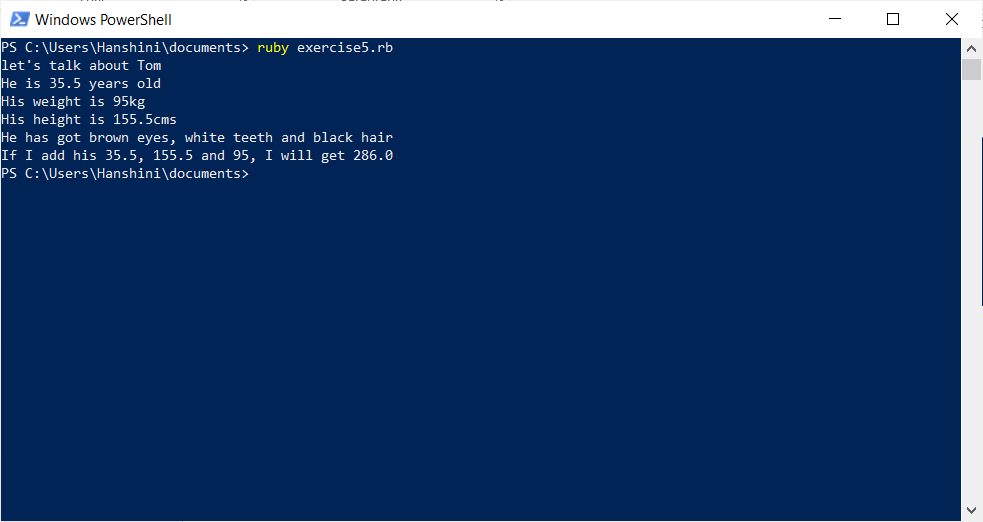 Windows PowerShell
PS C:\Users\Hanshini\documents> ruby exercise5.rb
let's talk about Tom
He is 35.5 years old
His weight is 95kg
His height is 155.5cms
He has got brown eyes, white teeth and black hair
If I add his 35.5, 155.5 and 95, I will get 286.0
PS C:\Users\Hanshini\documents>